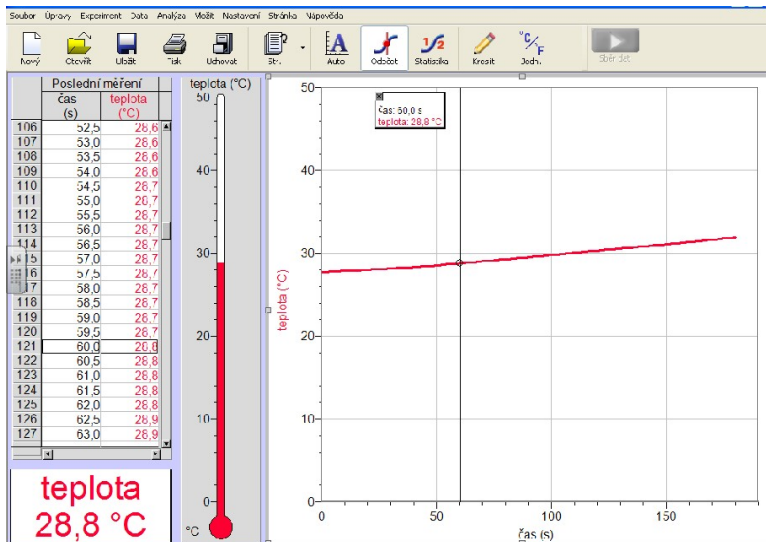 Soubor Úpravy Experiment Data Analýza Vložit Nastavení Stránka Nápověda
Nový Otevřít Uložit Tisk Uchovat Str. Auto Odečet Statistika Kreslit Jedn. Sběr dat
°C/°F
Poslední měření
čas teplota
(s) (°C)
106 52,5 28,6
107 53,0 28,6
108 53,5 28,6
109 54,0 28,6
110 54,5 28,7
111 55,0 28,7
112 55,5 28,7
113 56,0 28,7
114 56,5 28,7
115 57,0 28,7
116 57,5 28,7
117 58,0 28,7
118 58,5 28,7
119 59,0 28,7
120 59,5 28,7
121 60,0 28,8
122 60,5 28,8
123 61,0 28,8
124 61,5 28,8
125 62,0 28,8
126 62,5 28,9
127 63,0 28,9
teplota
28,8 °C
teplota (°C)
50
40
30
20
10
0
°C
čas: 60,0 s
teplota: 28,8 °C
teplota (°C)
50
40
30
20
10
0
0 50 100 150
čas (s)